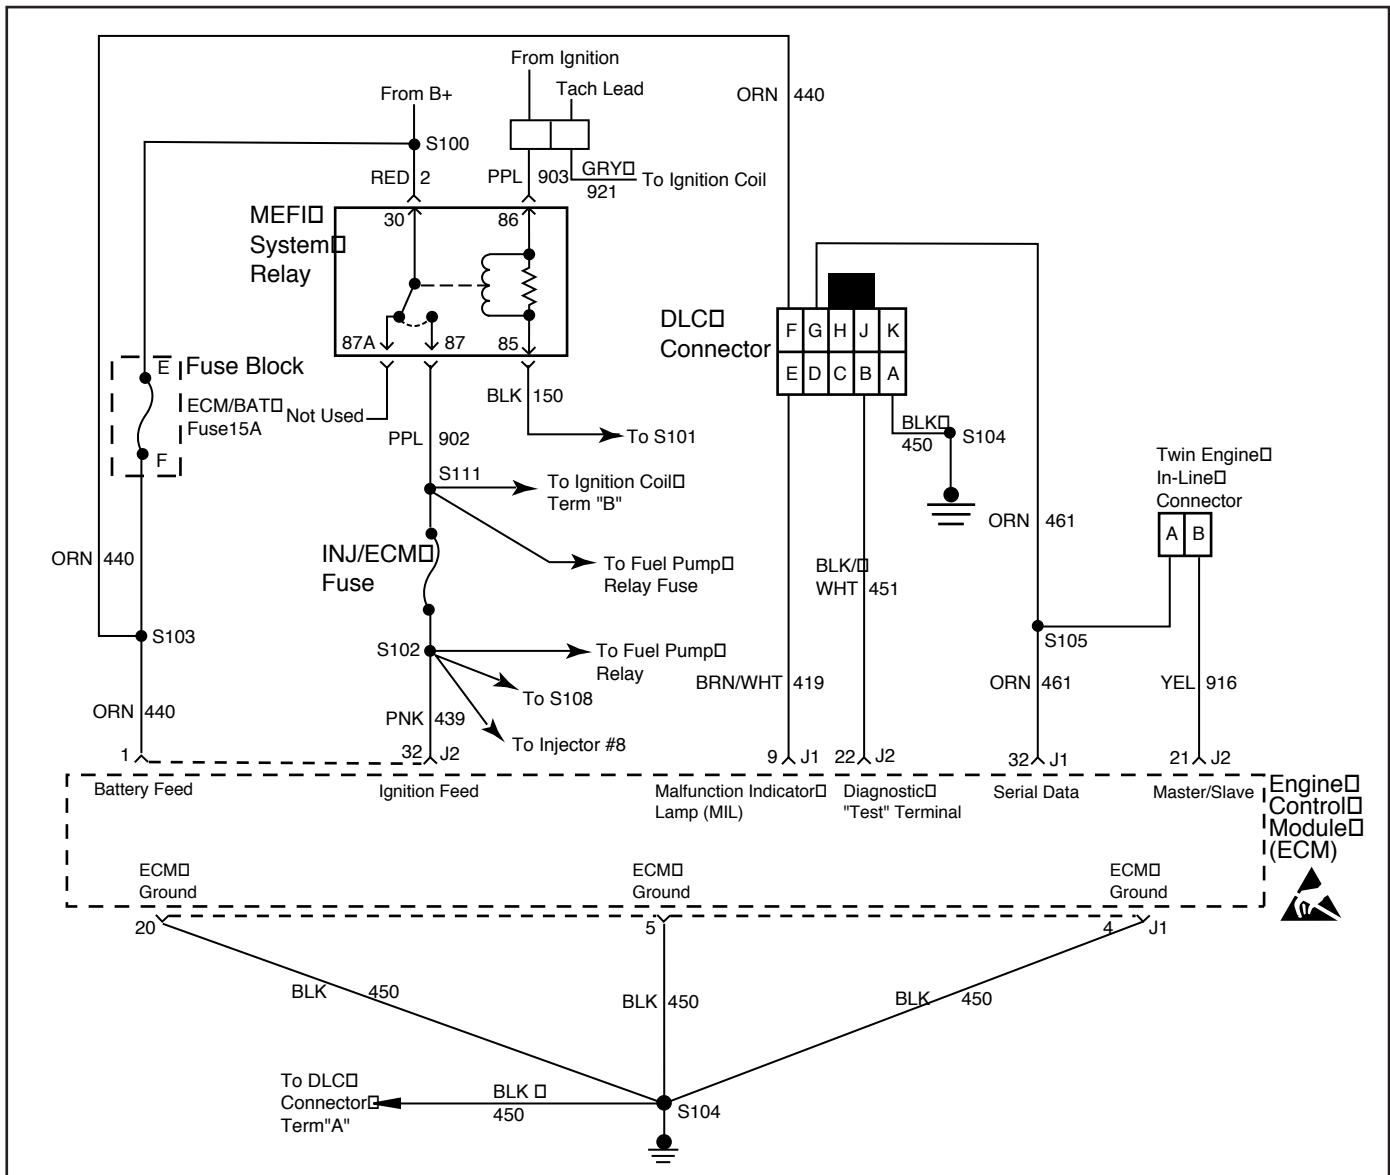 From Ignition
Tach Lead
From B+
ORN 440
S100
RED 2
PPL 903
GRY
921
To Ignition Coil
MEFI
System
Relay
30
86
87A
87
85
DLC
Connector
F G H J K
E D C B A
E
Fuse Block
ECM/BAT
Fuse15A
F
Not Used
BLK 150
To S101
PPL 902
S111
To Ignition Coil
Term "B"
BLK
450
S104
Twin Engine
In-Line
Connector
A B
ORN 461
ORN 440
INJ/ECM
Fuse
To Fuel Pump
Relay Fuse
BLK/
WHT 451
S103
S102
To Fuel Pump
Relay
S105
To S108
BRN/WHT 419
ORN 461
YEL 916
ORN 440
PNK 439
To Injector #8
1
32 J2
9 J1
22 J2
32 J1
21 J2
Battery Feed
Ignition Feed
Malfunction Indicator
Lamp (MIL)
Diagnostic
"Test" Terminal
Serial Data
Master/Slave
Engine
Control
Module
(ECM)
ECM
Ground
ECM
Ground
ECM
Ground
20
5
4 J1
BLK 450
BLK 450
BLK 450
To DLC
Connector
Term"A"
BLK
450
S104